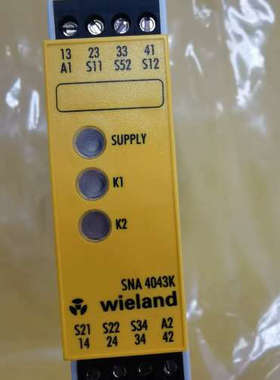 13 23 33 41
A1 S11 S52 S12
SUPPLY
K1
K2
SNA 4043K
wieland
S21 S22 S34 A2
14 24 34 42